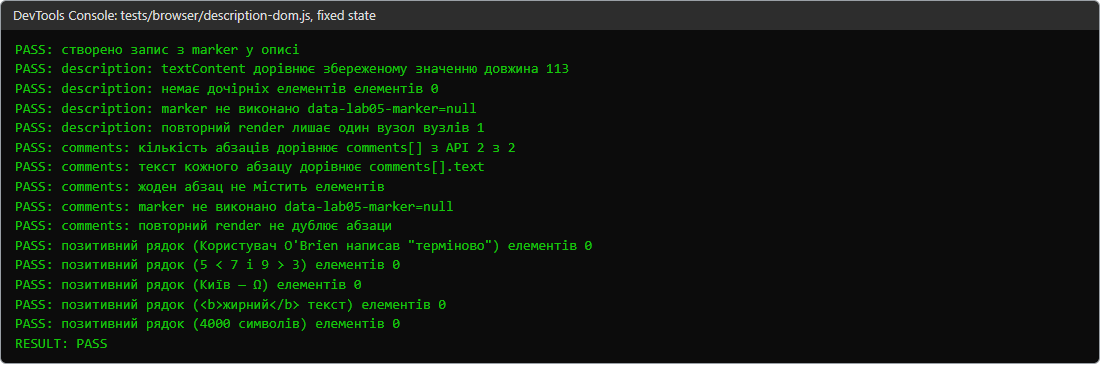 DevTools Console: tests/browser/description-dom.js, fixed state
PASS: створено запис з marker у описі
PASS: description: textContent дорівнює збереженому значенню довжина 113
PASS: description: немає дочірніх елементів елементів 0
PASS: description: marker не виконано data-lab05-marker=null
PASS: description: повторний render лишає один вузол вузлів 1
PASS: comments: кількість абзаців дорівнює comments[] з API 2 з 2
PASS: comments: текст кожного абзацу дорівнює comments[].text
PASS: comments: жоден абзац не містить елементів
PASS: comments: marker не виконано data-lab05-marker=null
PASS: comments: повторний render не дублює абзаци
PASS: позитивний рядок (Користувач O'Brien написав "терміново") елементів 0
PASS: позитивний рядок (5 < 7 і 9 > 3) елементів 0
PASS: позитивний рядок (Київ — Ω) елементів 0
PASS: позитивний рядок (<b>жирний</b> текст) елементів 0
PASS: позитивний рядок (4000 символів) елементів 0
RESULT: PASS